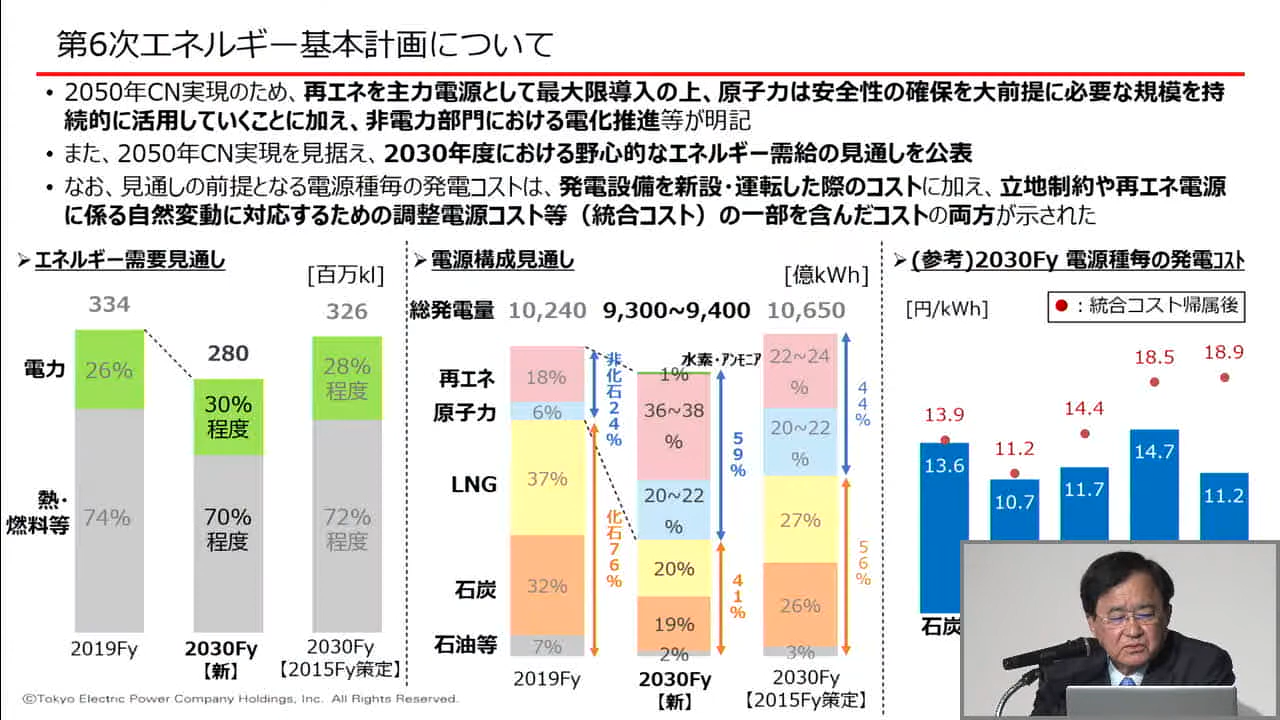 第6次エネルギー基本計画について
• 2050年CN実現のため、再エネを主力電源として最大限導入の上、原子力は安全性の確保を大前提に必要な規模を持
続的に活用していくことに加え、非電力部門における電化推進等が明記
• また、2050年CN実現を見据え、2030年度における野心的なエネルギー需給の見通しを公表
• なお、見通しの前提となる電源種毎の発電コストは、発電設備を新設・運転した際のコストに加え、立地制約や再エネ電源
に係る自然変動に対応するための調整電源コスト等（統合コスト）の一部を含んだコストの両方が示された
➢エネルギー需要見通し
[百万kl]
334
280
326
電力
26%
30%
程度
28%
程度
熱・
燃料等
74%
70%
程度
72%
程度
2019Fy
2030Fy
【新】
2030Fy
【2015Fy策定】
➢電源構成見通し
[億kWh]
総発電量 10,240 9,300~9,400 10,650
水素・アンモニア
再エネ
原子力
LNG
石炭
石油等
18%
6%
37%
32%
7%
非化石24%
化石76%
1%
36~38
%
20~22
%
20%
19%
2%
59%
41%
22~24
%
20~22
%
27%
26%
3%
44%
56%
2019Fy
2030Fy
【新】
2030Fy
【2015Fy策定】
➢(参考)2030Fy 電源種毎の発電ｺｽﾄ
[円/kWh]
●：統合コスト帰属後
13.9
11.2
14.4
18.5
18.9
13.6
10.7
11.7
14.7
11.2
石炭
©Tokyo Electric Power Company Holdings, Inc. All Rights Reserved.